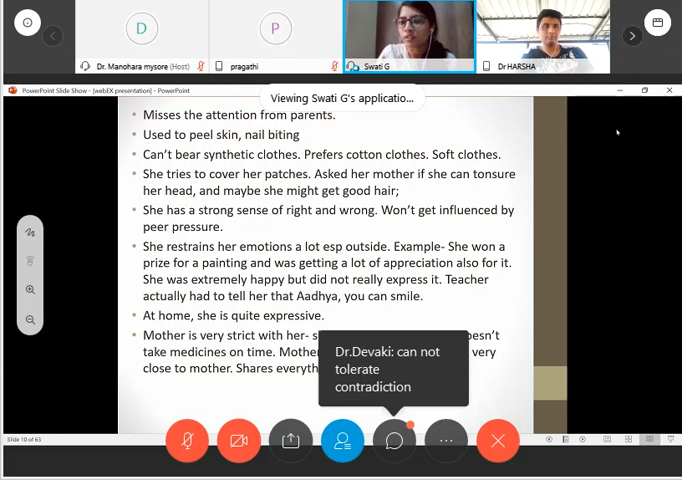 D
P
Dr. Manohara mysore (Host)
pragathi
Swati G
Dr HARSHA
PowerPoint Slide Show - [webEX presentation] - PowerPoint
Viewing Swati G's applicatio...
• Misses the attention from parents.
• Used to peel skin, nail biting
• Can't bear synthetic clothes. Prefers cotton clothes. Soft clothes.
• She tries to cover her patches. Asked her mother if she can tonsure
her head, and maybe she might get good hair;
• She has a strong sense of right and wrong. Won't get influenced by
peer pressure.
• She restrains her emotions a lot esp outside. Example- She won a
prize for a painting and was getting a lot of appreciation also for it.
She was extremely happy but did not really express it. Teacher
actually had to tell her that Aadhya, you can smile.
• At home, she is quite expressive.
• Mother is very strict with her- s
esn't
take medicines on time. Mothe
very
close to mother. Shares everyth
Dr.Devaki: can not
tolerate
contradiction
Slide 10 of 63